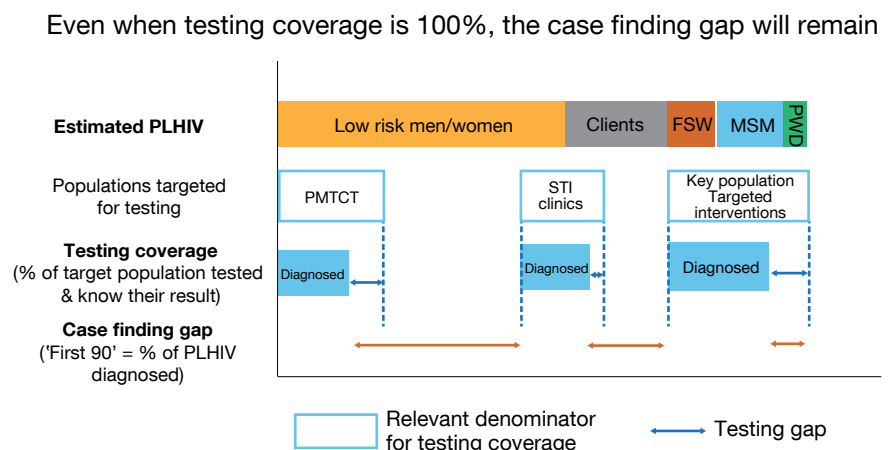 Even when testing coverage is 100%, the case finding gap will remain
Estimated PLHIV
Low risk men/women
Clients
FSW
MSM
PWD
Populations targeted
for testing
PMTCT
STI
clinics
Key population
Targeted
interventions
Testing coverage
(% of target population tested
& know their result)
Diagnosed
Diagnosed
Diagnosed
Case finding gap
('First 90' = % of PLHIV
diagnosed)
Relevant denominator
for testing coverage
Testing gap